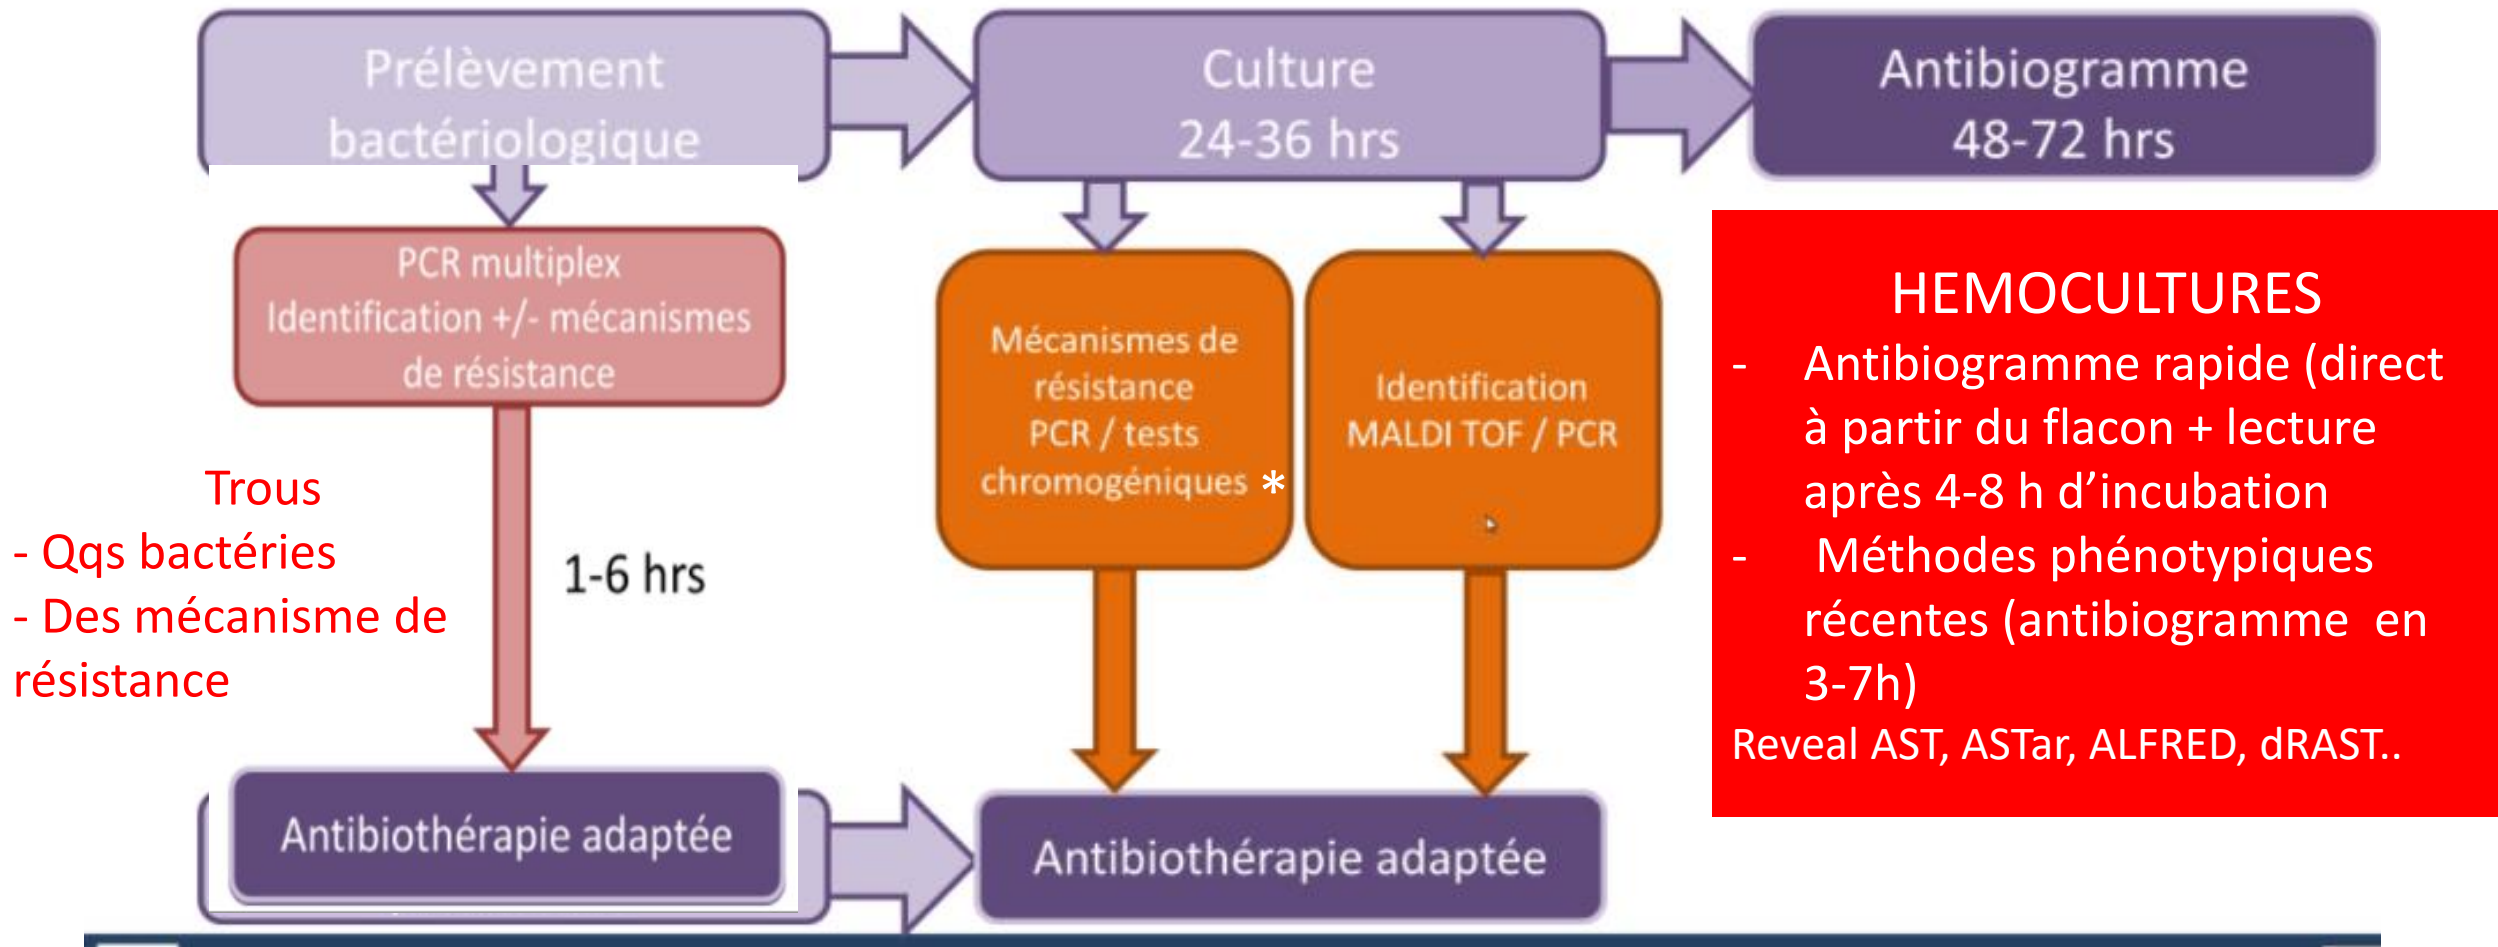 Prélèvement
bactériologique
Culture
24-36 hrs
Antibiogramme
48-72 hrs
PCR multiplex
Identification +/- mécanismes
de résistance
Mécanismes de
résistance
PCR / tests
chromogéniques *
Identification
MALDI TOF / PCR
HEMOCULTURES
- Antibiogramme rapide (direct
à partir du flacon + lecture
après 4-8 h d’incubation
- Méthodes phénotypiques
récentes (antibiogramme en
3-7h)
Reveal AST, ASTar, ALFRED, dRAST..
Trous
- Qqs bactéries
- Des mécanisme de
résistance
1-6 hrs
Antibiothérapie adaptée
Antibiothérapie adaptée